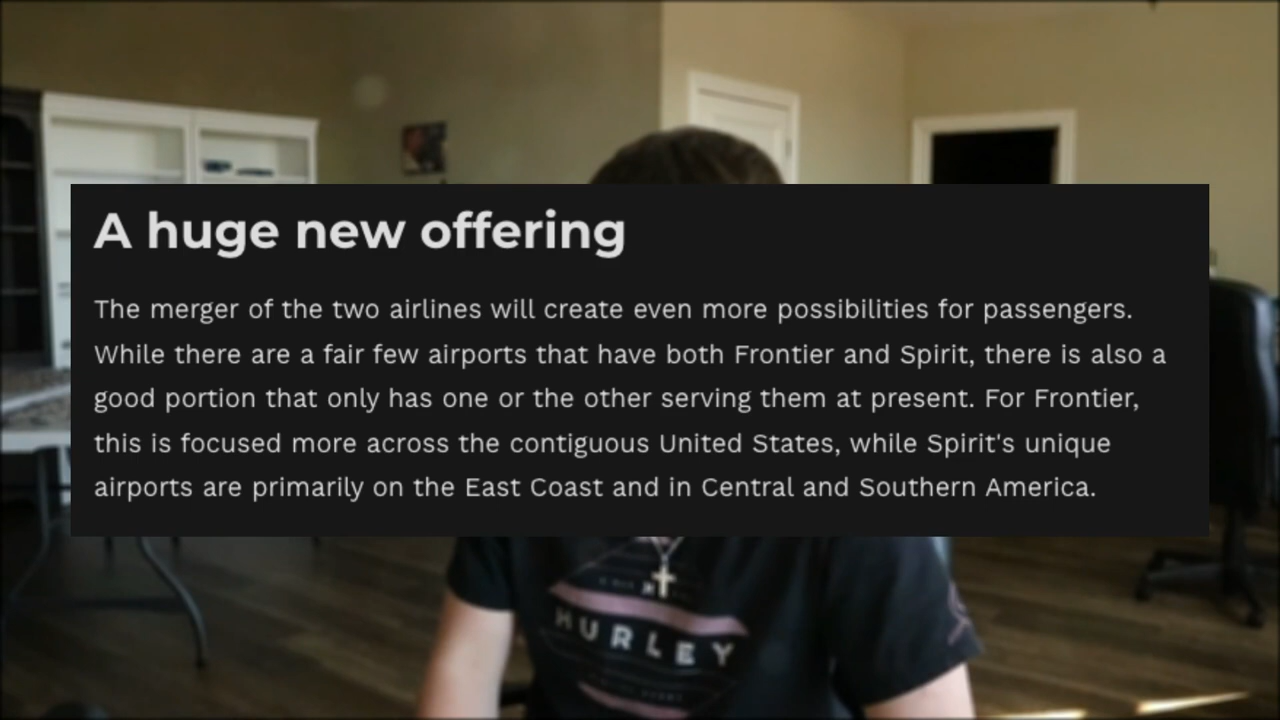 A huge new offering
The merger of the two airlines will create even more possibilities for passengers.
While there are a fair few airports that have both Frontier and Spirit, there is also a
good portion that only has one or the other serving them at present. For Frontier,
this is focused more across the contiguous United States, while Spirit's unique
airports are primarily on the East Coast and in Central and Southern America.
HURLEY